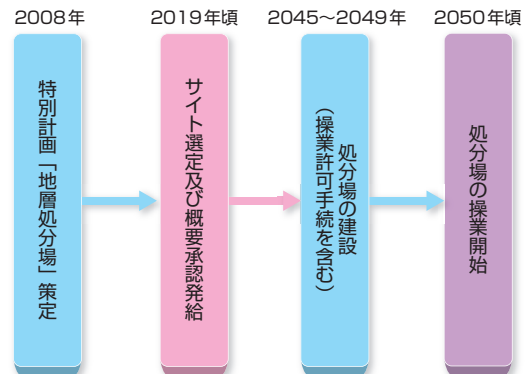 2008年
特別計画「地層処分場」策定
2019年頃
サイト選定及び概要承認発給
2045～2049年
処分場の建設
（操業許可手続を含む）
2050年頃
処分場の操業開始